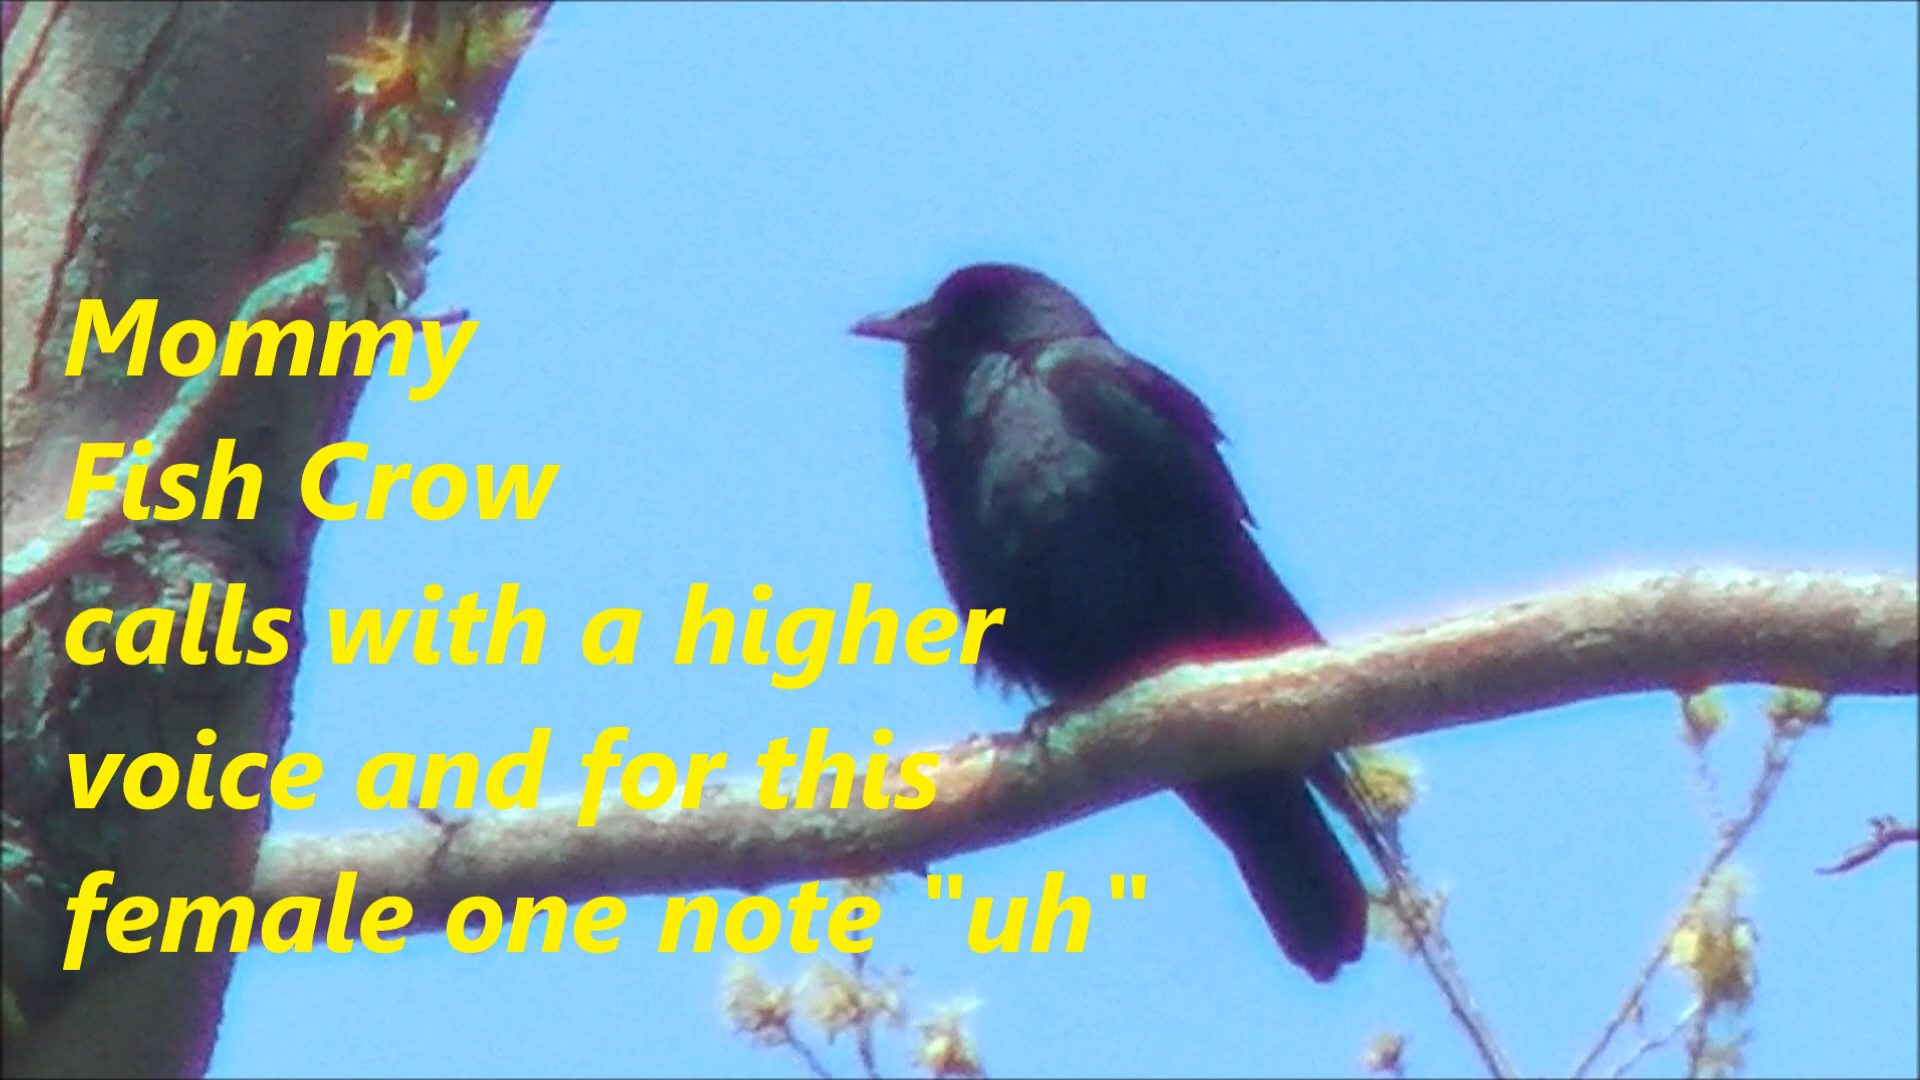 Mommy
Fish Crow
calls with a higher
voice and for this
female one note "uh"